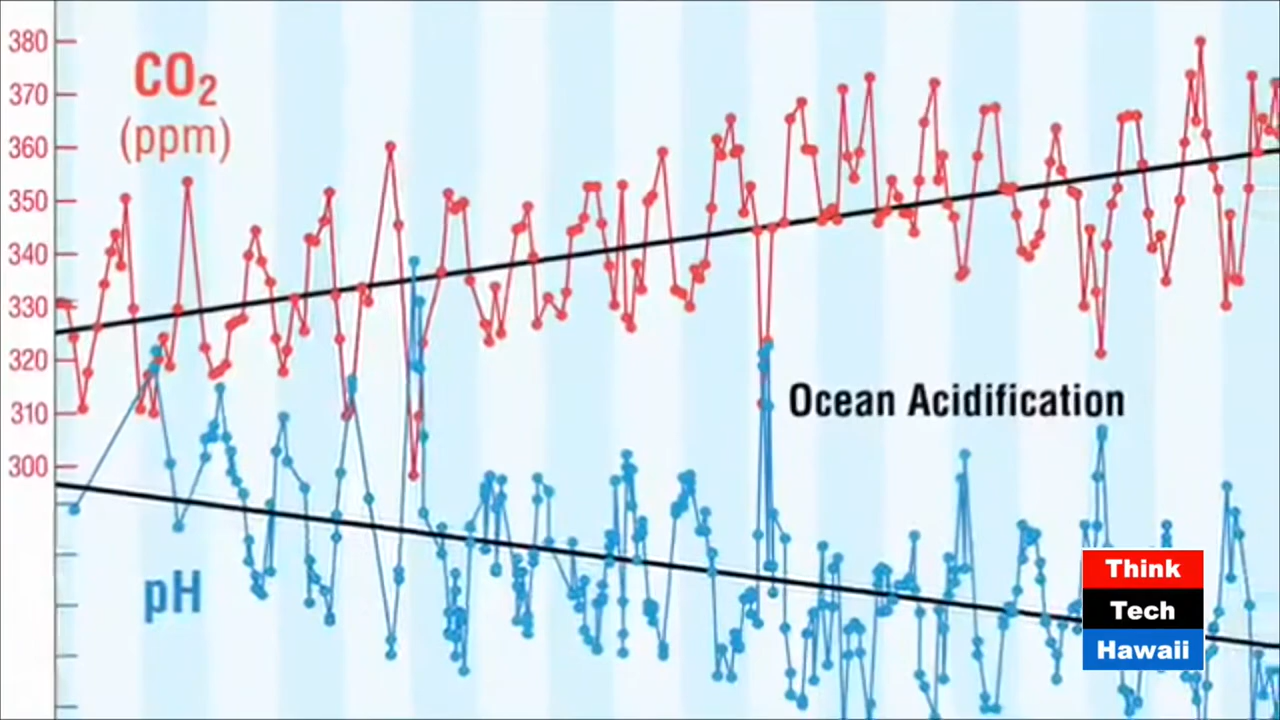 380
370
360
350
340
330
320
310
300
CO₂
(ppm)
Ocean Acidification
pH
Think
Tech
Hawaii